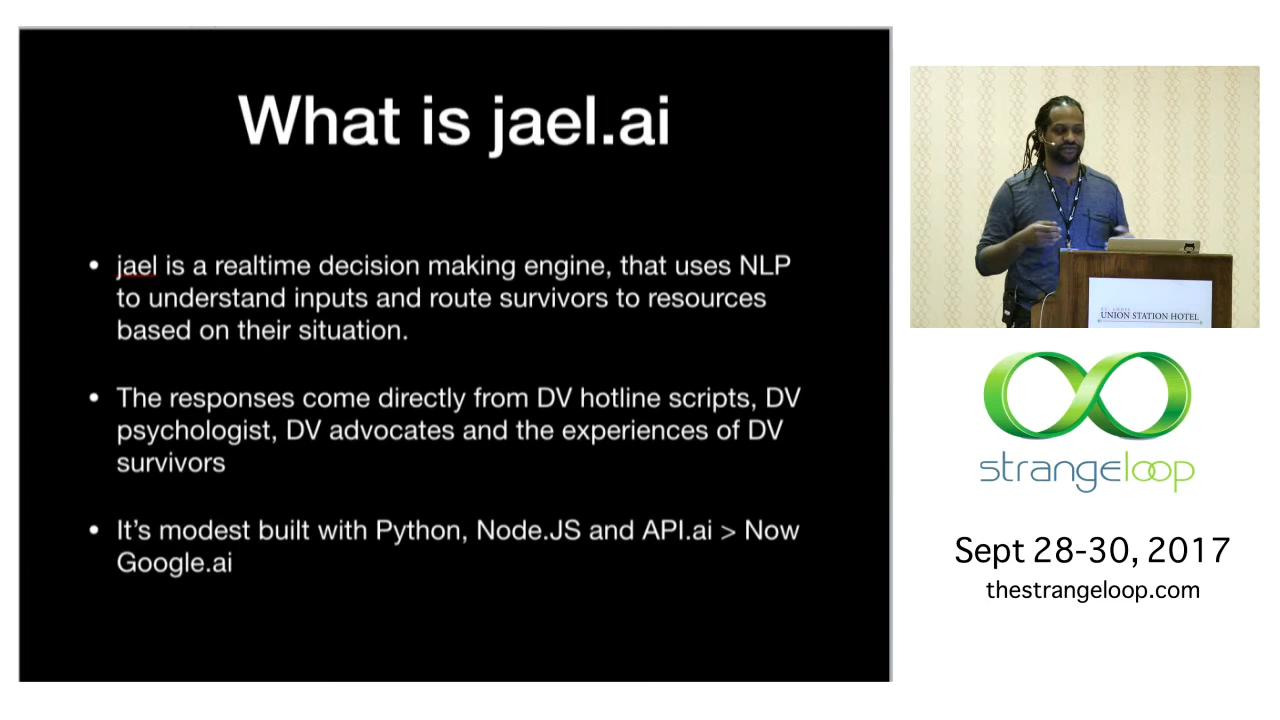 What is jael.ai
• jael is a realtime decision making engine, that uses NLP
to understand inputs and route survivors to resources
based on their situation.
• The responses come directly from DV hotline scripts, DV
psychologist, DV advocates and the experiences of DV
survivors
• It’s modest built with Python, Node.JS and API.ai > Now
Google.ai
UNION STATION HOTEL
strangeloop
Sept 28-30, 2017
thestrangeloop.com